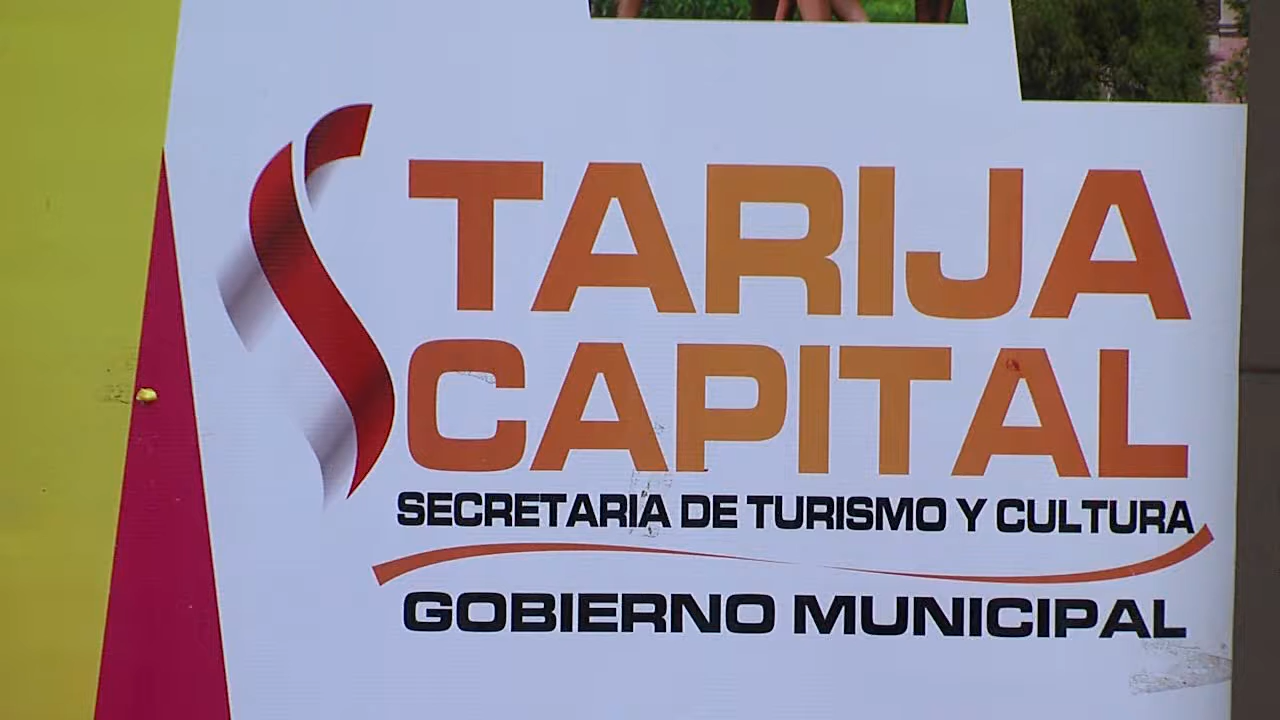 TARIJA
CAPITAL
SECRETARIA DE TURISMO Y CULTURA
GOBIERNO MUNICIPAL